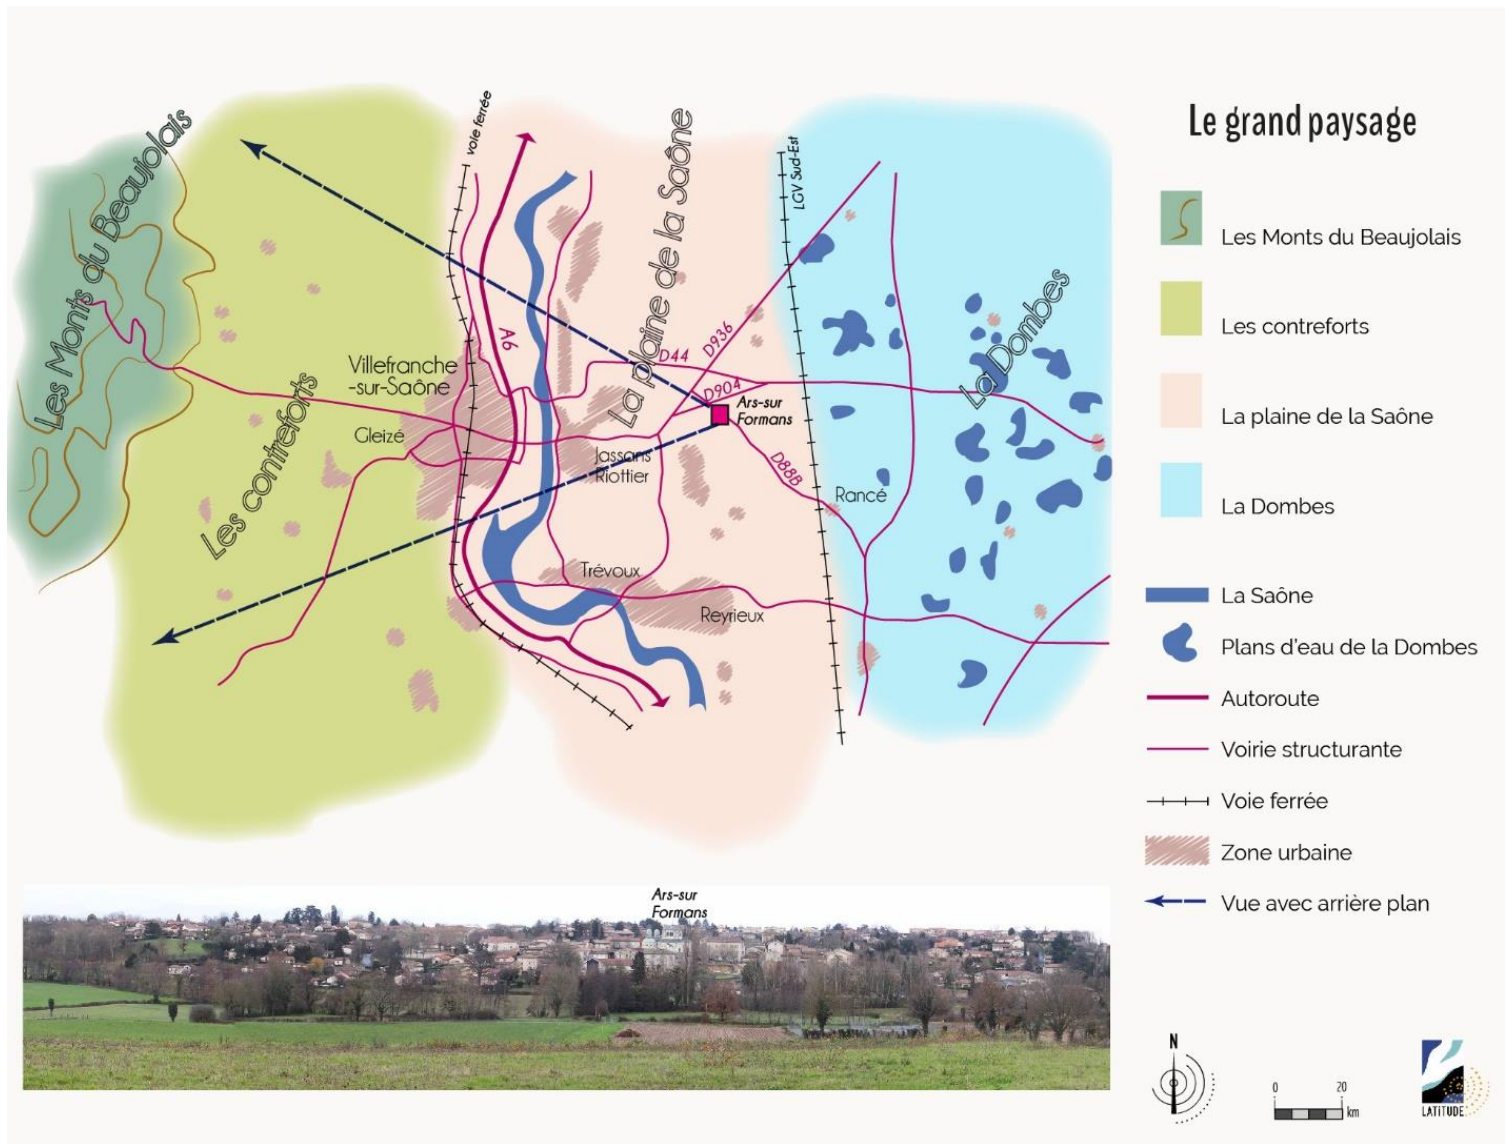 Le grand paysage
Les Monts du Beaujolais
Les contreforts
La plaine de la Saône
La Dombes
voie ferrée
LGV Sud-Est
A6
D936
D44
D904
D88B
Villefranche
-sur-Saône
Gleizé
Ars-sur
Formans
Jassans
Riottier
Rancé
Trévoux
Reyrieux
Les Monts du Beaujolais
Les contreforts
La plaine de la Saône
La Dombes
La Saône
Plans d'eau de la Dombes
Autoroute
Voirie structurante
Voie ferrée
Zone urbaine
Vue avec arrière plan
Ars-sur
Formans
N
0 20
km
LATITUDE